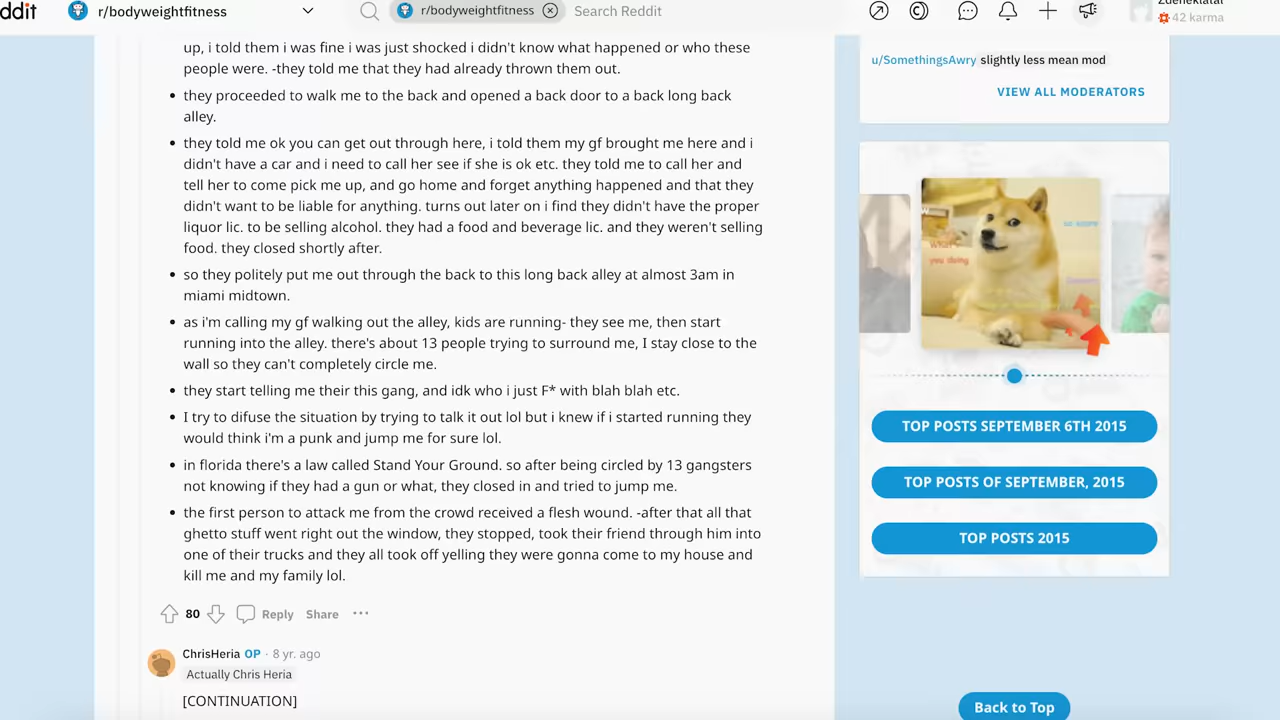 ddit
r/bodyweightfitness
r/bodyweightfitness
Search Reddit
42 karma
up, i told them i was fine i was just shocked i didn't know what happened or who these
people were. -they told me that they had already thrown them out.
they proceeded to walk me to the back and opened a back door to a back long back
alley.
they told me ok you can get out through here, i told them my gf brought me here and i
didn't have a car and i need to call her see if she is ok etc. they told me to call her and
tell her to come pick me up, and go home and forget anything happened and that they
didn't want to be liable for anything. turns out later on i find they didn't have the proper
liquor lic. to be selling alcohol. they had a food and beverage lic. and they weren't selling
food. they closed shortly after.
so they politely put me out through the back to this long back alley at almost 3am in
miami midtown.
as i'm calling my gf walking out the alley, kids are running- they see me, then start
running into the alley. there's about 13 people trying to surround me, I stay close to the
wall so they can't completely circle me.
they start telling me their this gang, and idk who i just F* with blah blah etc.
I try to difuse the situation by trying to talk it out lol but i knew if i started running they
would think i'm a punk and jump me for sure lol.
in florida there's a law called Stand Your Ground. so after being circled by 13 gangsters
not knowing if they had a gun or what, they closed in and tried to jump me.
the first person to attack me from the crowd received a flesh wound. -after that all that
ghetto stuff went right out the window, they stopped, took their friend through him into
one of their trucks and they all took off yelling they were gonna come to my house and
kill me and my family lol.
80
Reply
Share
ChrisHeria OP · 8 yr. ago
Actually Chris Heria
[CONTINUATION]
u/SomethingsAwry slightly less mean mod
VIEW ALL MODERATORS
you doing
TOP POSTS SEPTEMBER 6TH 2015
TOP POSTS OF SEPTEMBER, 2015
TOP POSTS 2015
Back to Top